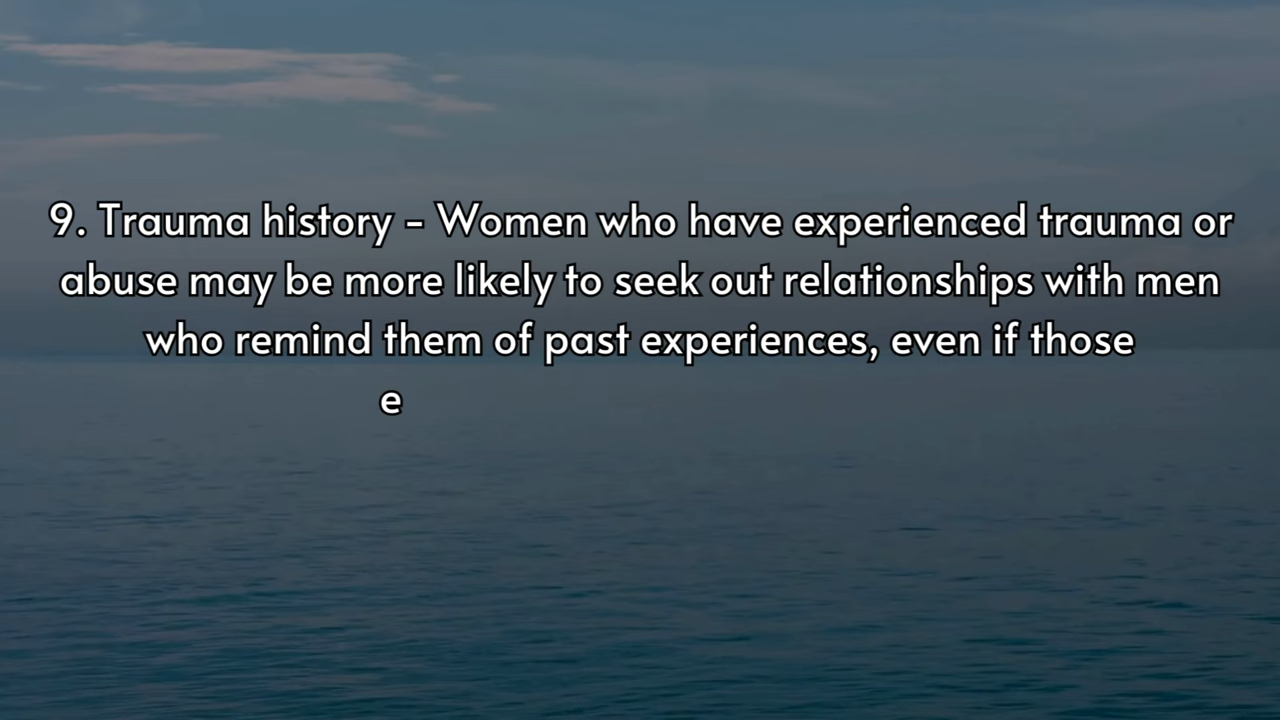 9. Trauma history - Women who have experienced trauma or
abuse may be more likely to seek out relationships with men
who remind them of past experiences, even if those
e